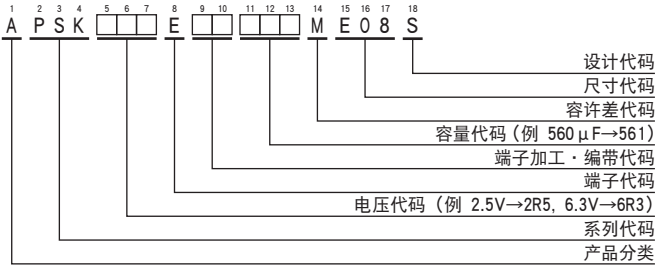 1 2 3 4 5 6 7 8 9 10 11 12 13 14 15 16 17 18
A PSK □□□ E □□ □□□ M E08 S
设计代码
尺寸代码
容许差代码
容量代码（例 560μF→561）
端子加工・编带代码
端子代码
电压代码（例 2.5V→2R5, 6.3V→6R3）
系列代码
产品分类